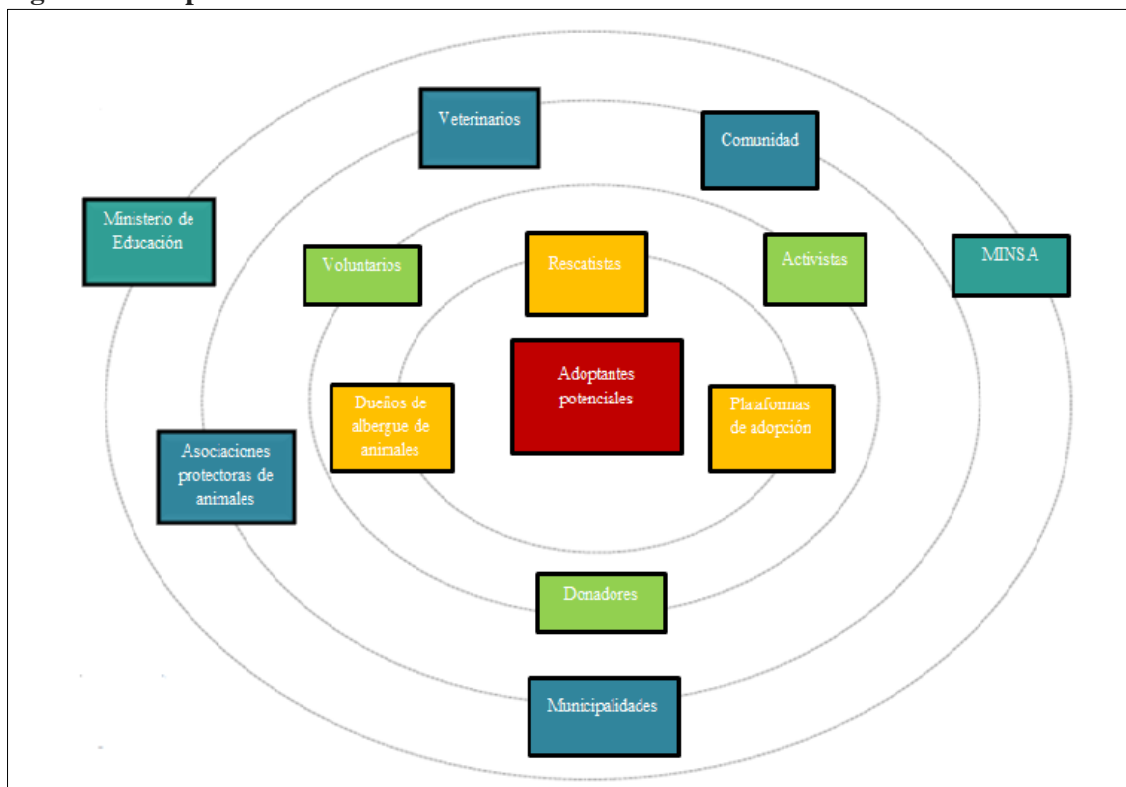 Veterinarios
Comunidad
Ministerio de
Educación
Voluntarios
Rescatistas
Activistas
MINSA
Adoptantes
potenciales
Dueños de
albergue de
animales
Plataformas
de adopción
Asociaciones
protectoras de
animales
Donadores
Municipalidades